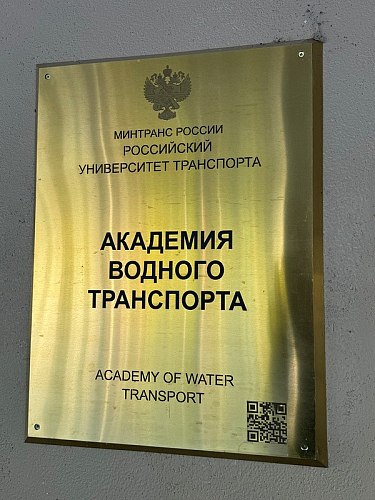 МИНТРАНС РОССИИ
РОССИЙСКИЙ
УНИВЕРСИТЕТ ТРАНСПОРТА
АКАДЕМИЯ
ВОДНОГО
ТРАНСПОРТА
ACADEMY OF WATER
TRANSPORT